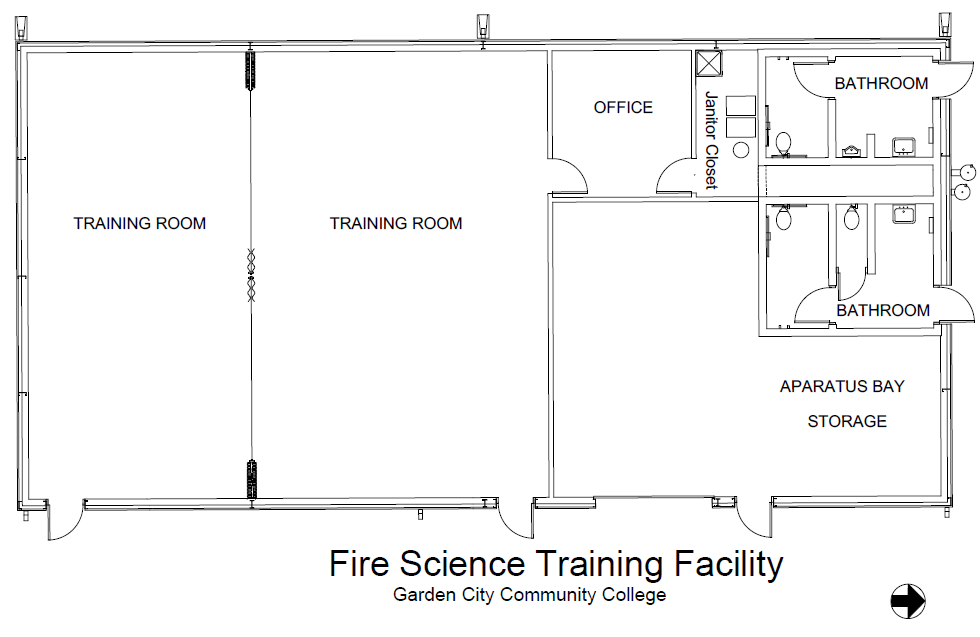 BATHROOM
OFFICE
Janitor Closet
TRAINING ROOM
TRAINING ROOM
BATHROOM
APARATUS BAY
STORAGE
Fire Science Training Facility
Garden City Community College